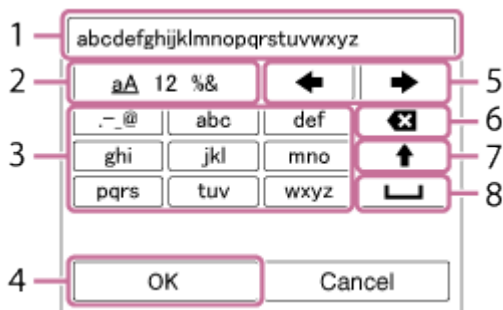 1 abcdefghijklmnopqrstuvwxyz
2 aA 12 %& 5
.-_@ abc def 6
3 ghi jkl mno 7
pqrs tuv wxyz 8
4 OK Cancel